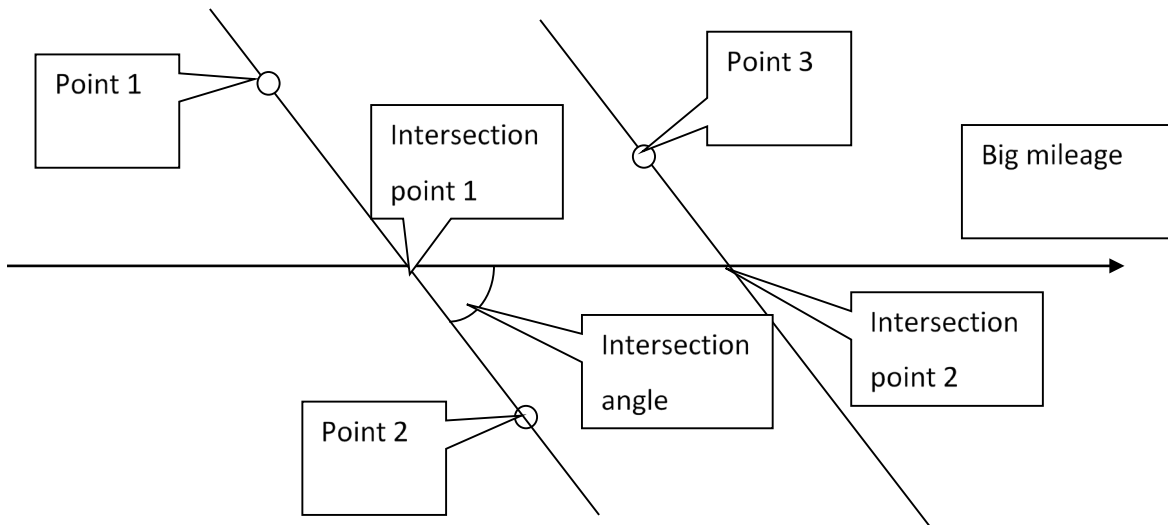 Point 1
Point 3
Intersection
point 1
Big mileage
Intersection
point 2
Intersection
angle
Point 2